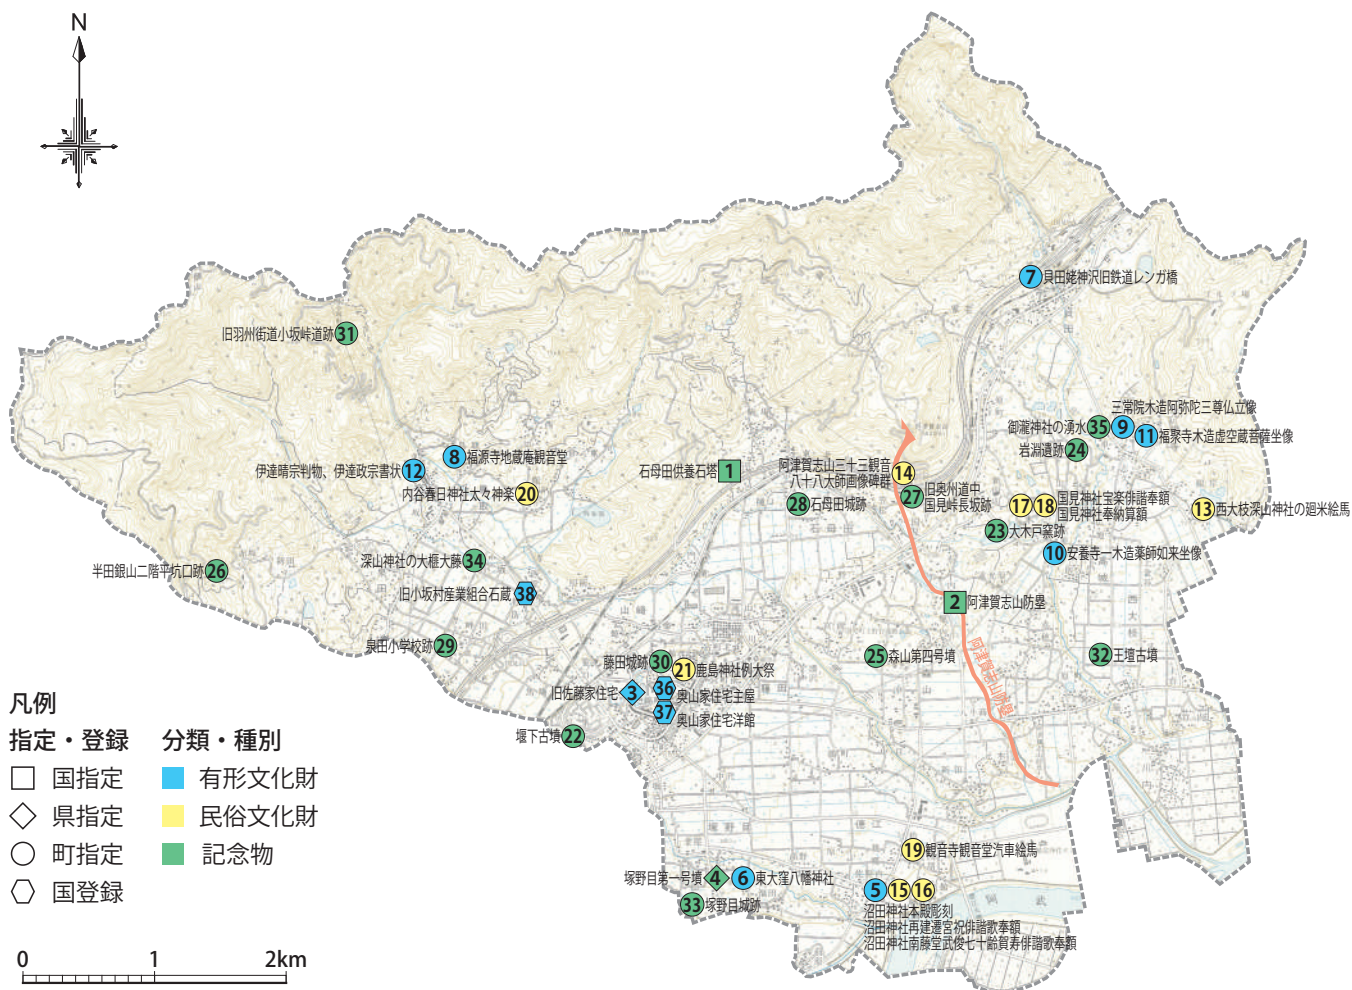 N
7 貝田姥神沢旧鉄道レンガ橋
旧羽州街道小坂峠道跡 31
三常院木造阿弥陀三尊仏立像
御瀧神社の湧水 35 9
11 福聚寺木造虚空蔵菩薩坐像
岩淵遺跡 24
8 福源寺地蔵庵観音堂
伊達晴宗判物、伊達政宗書状 12
内谷春日神社太々神楽 20
石母田供養石塔 1
阿津賀志山三十三観音
八十八大師画像碑群
14
28 石母田城跡
27 旧奥州道中
国見峠長坂跡
17 18 国見神社宝楽俳諧奉額
国見神社奉納算額
13 西大枝深山神社の廻米絵馬
23 大木戸窯跡
10 安養寺一木造薬師如来坐像
深山神社の大榧大藤 34
半田銀山二階平坑口跡 26
旧小坂村産業組合石蔵 38
2 阿津賀志山防塁
阿津賀志山防塁
泉田小学校跡 29
藤田城跡 30
21 鹿島神社例大祭
25 森山第四号墳
32 王壇古墳
旧佐藤家住宅 3
36 奥山家住宅主屋
37 奥山家住宅洋館
堰下古墳 22
19 観音寺観音堂汽車絵馬
塚野目第一号墳 4
6 東大窪八幡神社
33 塚野目城跡
5 15 16
沼田神社本殿彫刻
沼田神社再建遷宮祝俳諧歌奉額
沼田神社南藤堂武俊七十齢賀寿俳諧歌奉額
凡例
指定・登録 分類・種別
国指定 有形文化財
県指定 民俗文化財
町指定 記念物
国登録
0 1 2km